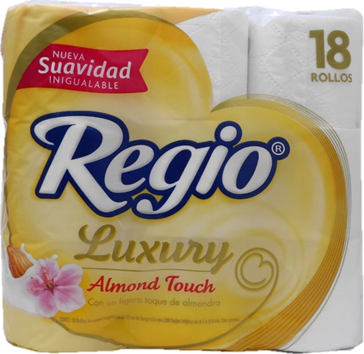 NUEVA
Suavidad
INIGUALABLE
18
ROLLOS
Regio®
Luxury
Almond Touch
Con un ligero toque de almendra